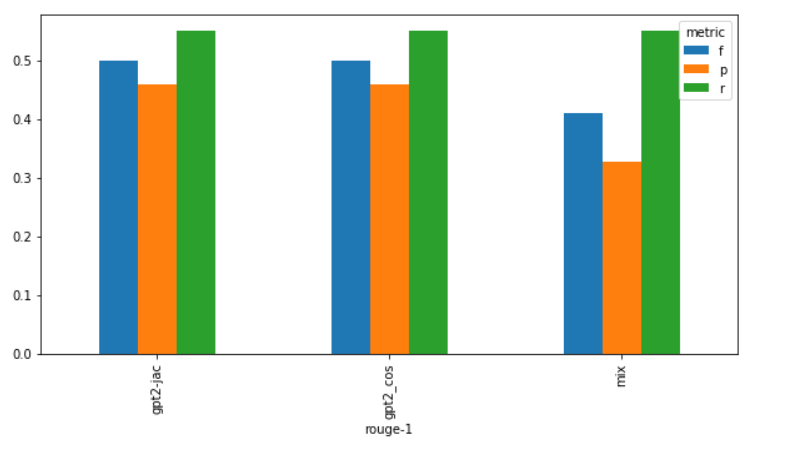 metric
f
p
r
0.5
0.4
0.3
0.2
0.1
0.0
gpt2-jac
gpt2_cos
mix
rouge-1